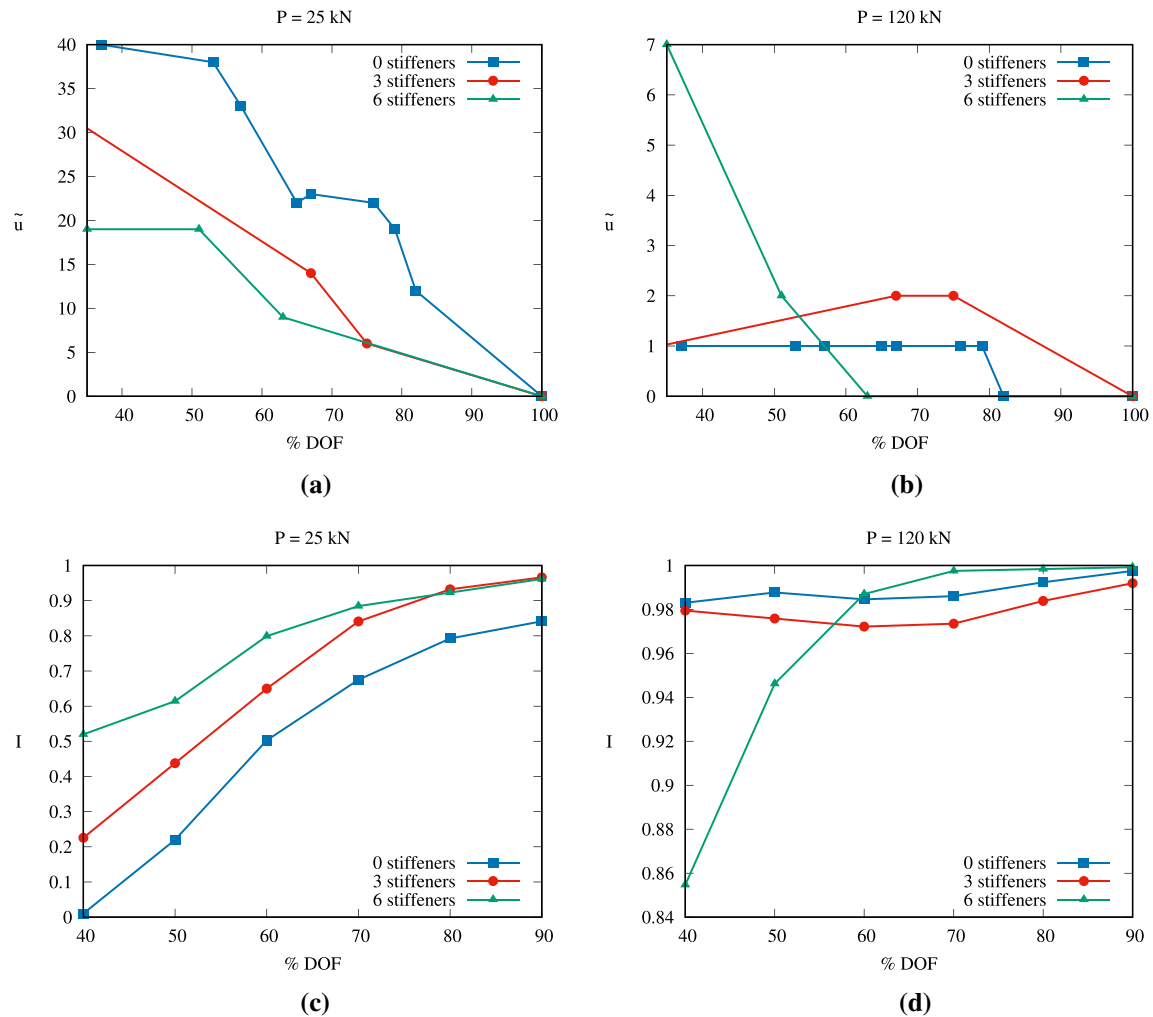 P = 25 kN
40
35
30
25
20
15
10
5
0
ũ
0 stiffeners
3 stiffeners
6 stiffeners
40 50 60 70 80 90 100
% DOF
(a)
P = 120 kN
7
6
5
4
3
2
1
0
ũ
0 stiffeners
3 stiffeners
6 stiffeners
40 50 60 70 80 90 100
% DOF
(b)
P = 25 kN
1
0.9
0.8
0.7
0.6
0.5
0.4
0.3
0.2
0.1
0
I
0 stiffeners
3 stiffeners
6 stiffeners
40 50 60 70 80 90
% DOF
(c)
P = 120 kN
1
0.98
0.96
0.94
0.92
0.9
0.88
0.86
0.84
I
0 stiffeners
3 stiffeners
6 stiffeners
40 50 60 70 80 90
% DOF
(d)